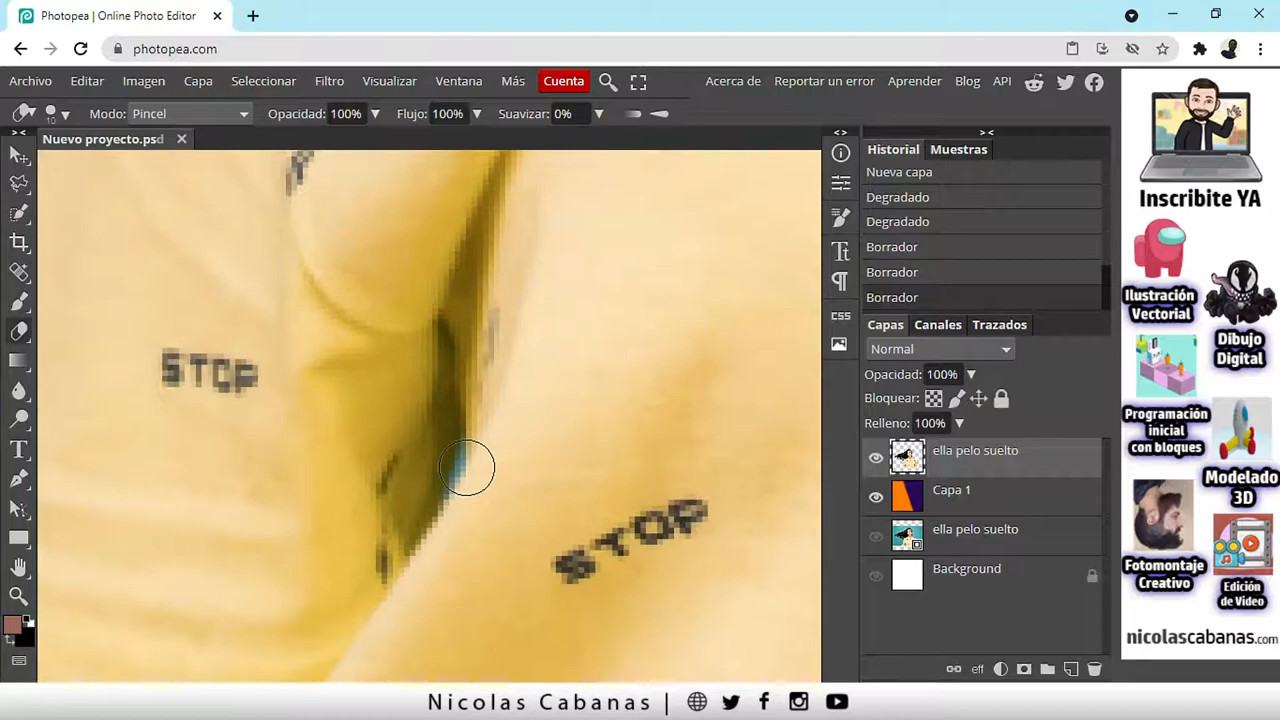 Photopea | Online Photo Editor
photopea.com
Archivo Editar Imagen Capa Seleccionar Filtro Visualizar Ventana Más Cuenta Acerca de Reportar un error Aprender Blog API
10 Modo: Pincel Opacidad: 100% Flujo: 100% Suavizar: 0%
Nuevo proyecto.psd
Historial Muestras
Nueva capa
Degradado
Degradado
Borrador
Borrador
Borrador
CSS
Capas Canales Trazados
Normal
Opacidad: 100%
Bloquear:
Relleno: 100%
ella pelo suelto
Capa 1
ella pelo suelto
Background
eff
STOP
STOP
Inscribite YA
Ilustración
Vectorial
Dibujo
Digital
Programación
inicial
con bloques
Modelado
3D
Fotomontaje
Creativo
Edición
de Video
nicolascabanas.com
Nicolas Cabanas |